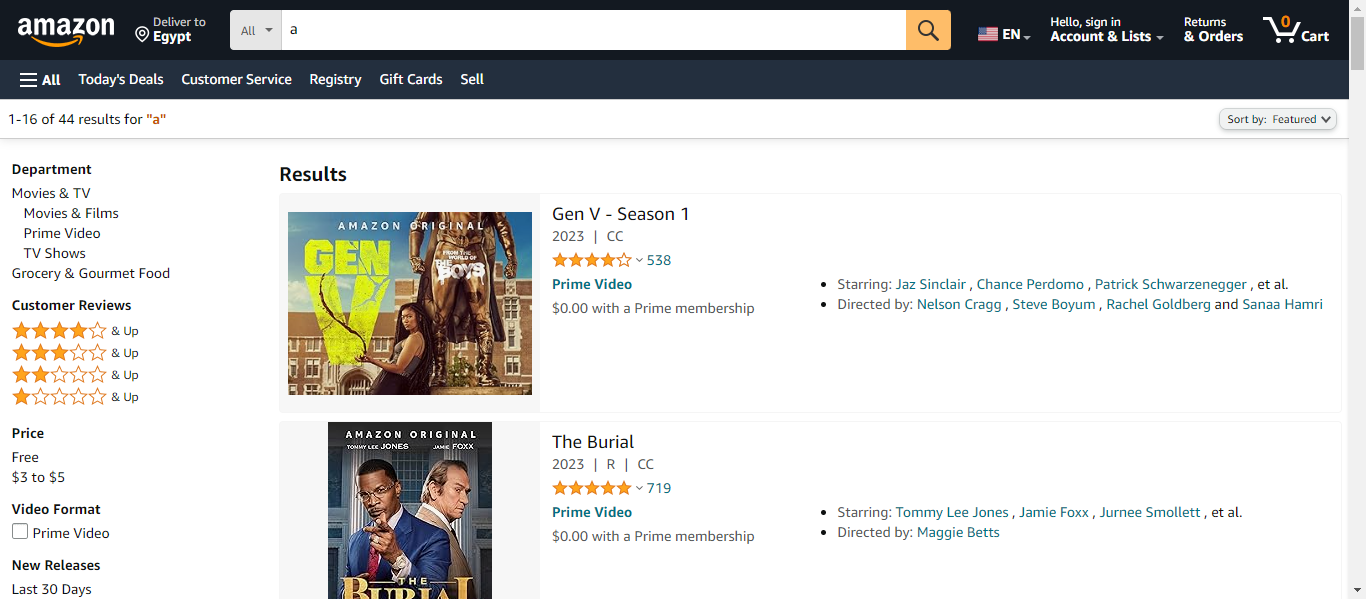 amazon
Deliver to
Egypt
All
a
EN
Hello, sign in
Account & Lists
Returns
& Orders
0
Cart
All
Today's Deals
Customer Service
Registry
Gift Cards
Sell
1-16 of 44 results for "a"
Sort by: Featured
Department
Movies & TV
Movies & Films
Prime Video
TV Shows
Grocery & Gourmet Food
Customer Reviews
& Up
& Up
& Up
& Up
Price
Free
$3 to $5
Video Format
Prime Video
New Releases
Last 30 Days
Results
AMAZON ORIGINAL
GEN
V
FROM THE
WORLD OF
THE BOYS
Gen V - Season 1
2023 | CC
538
Prime Video
$0.00 with a Prime membership
Starring: Jaz Sinclair , Chance Perdomo , Patrick Schwarzenegger , et al.
Directed by: Nelson Cragg , Steve Boyum , Rachel Goldberg and Sanaa Hamri
AMAZON ORIGINAL
TOMMY LEE JONES JAMIE FOXX
THE
BURIAL
The Burial
2023 | R | CC
719
Prime Video
$0.00 with a Prime membership
Starring: Tommy Lee Jones , Jamie Foxx , Jurnee Smollett , et al.
Directed by: Maggie Betts